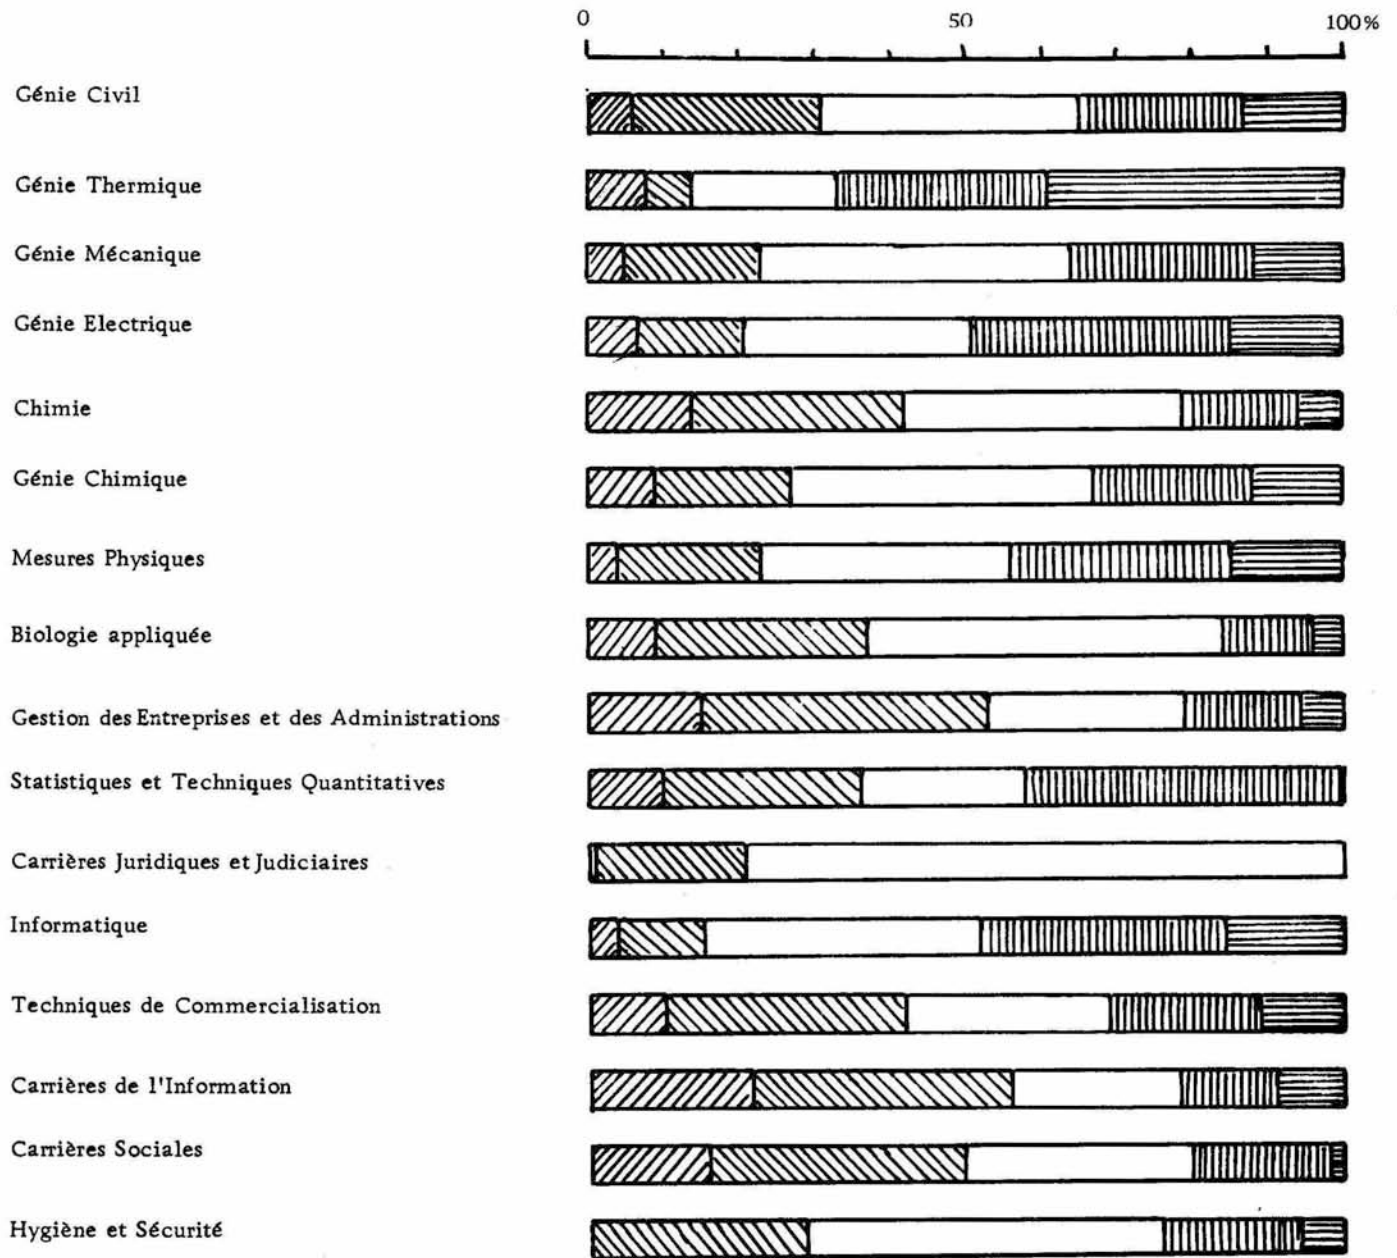 0 50 100%
Génie Civil
Génie Thermique
Génie Mécanique
Génie Electrique
Chimie
Génie Chimique
Mesures Physiques
Biologie appliquée
Gestion des Entreprises et des Administrations
Statistiques et Techniques Quantitatives
Carrières Juridiques et Judiciaires
Informatique
Techniques de Commercialisation
Carrières de l'Information
Carrières Sociales
Hygiène et Sécurité